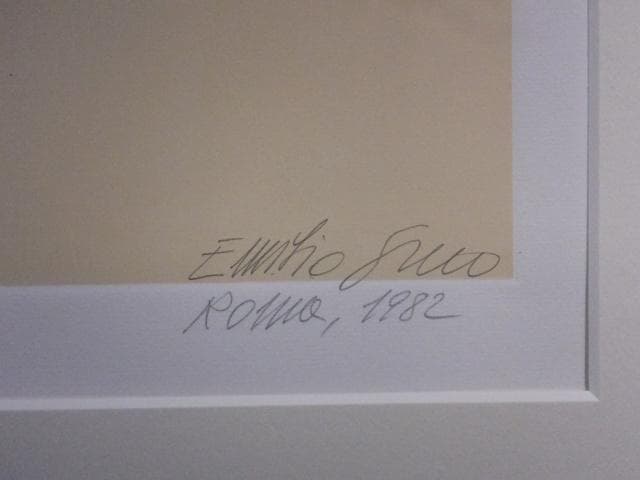 Emilio Greco
ROMA, 1982